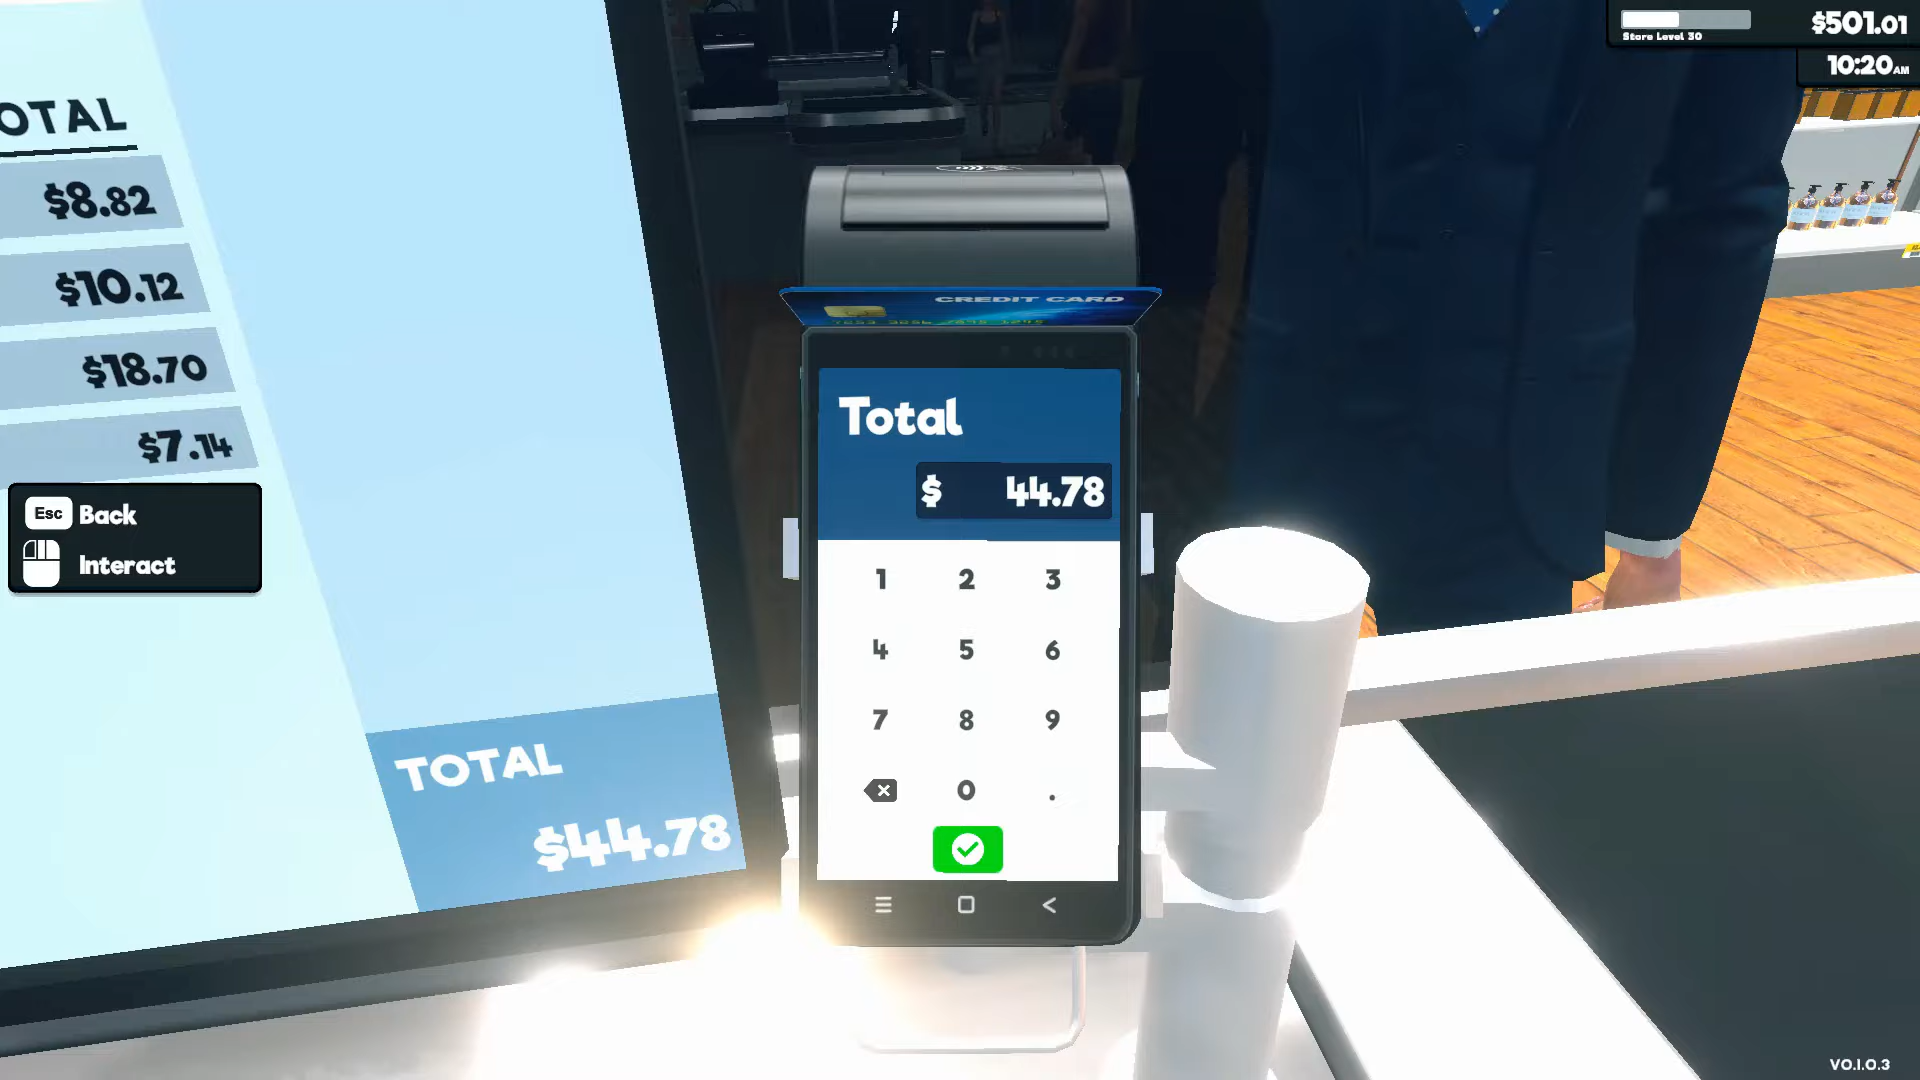 $501.01
Store Level 30
10:20AM
OTAL
$8.82
$10.12
$18.70
$7.14
Esc Back
Interact
TOTAL
$44.78
CREDIT CARD
Total
$ 44.78
1 2 3
4 5 6
7 8 9
0 .
V0.1.0.3